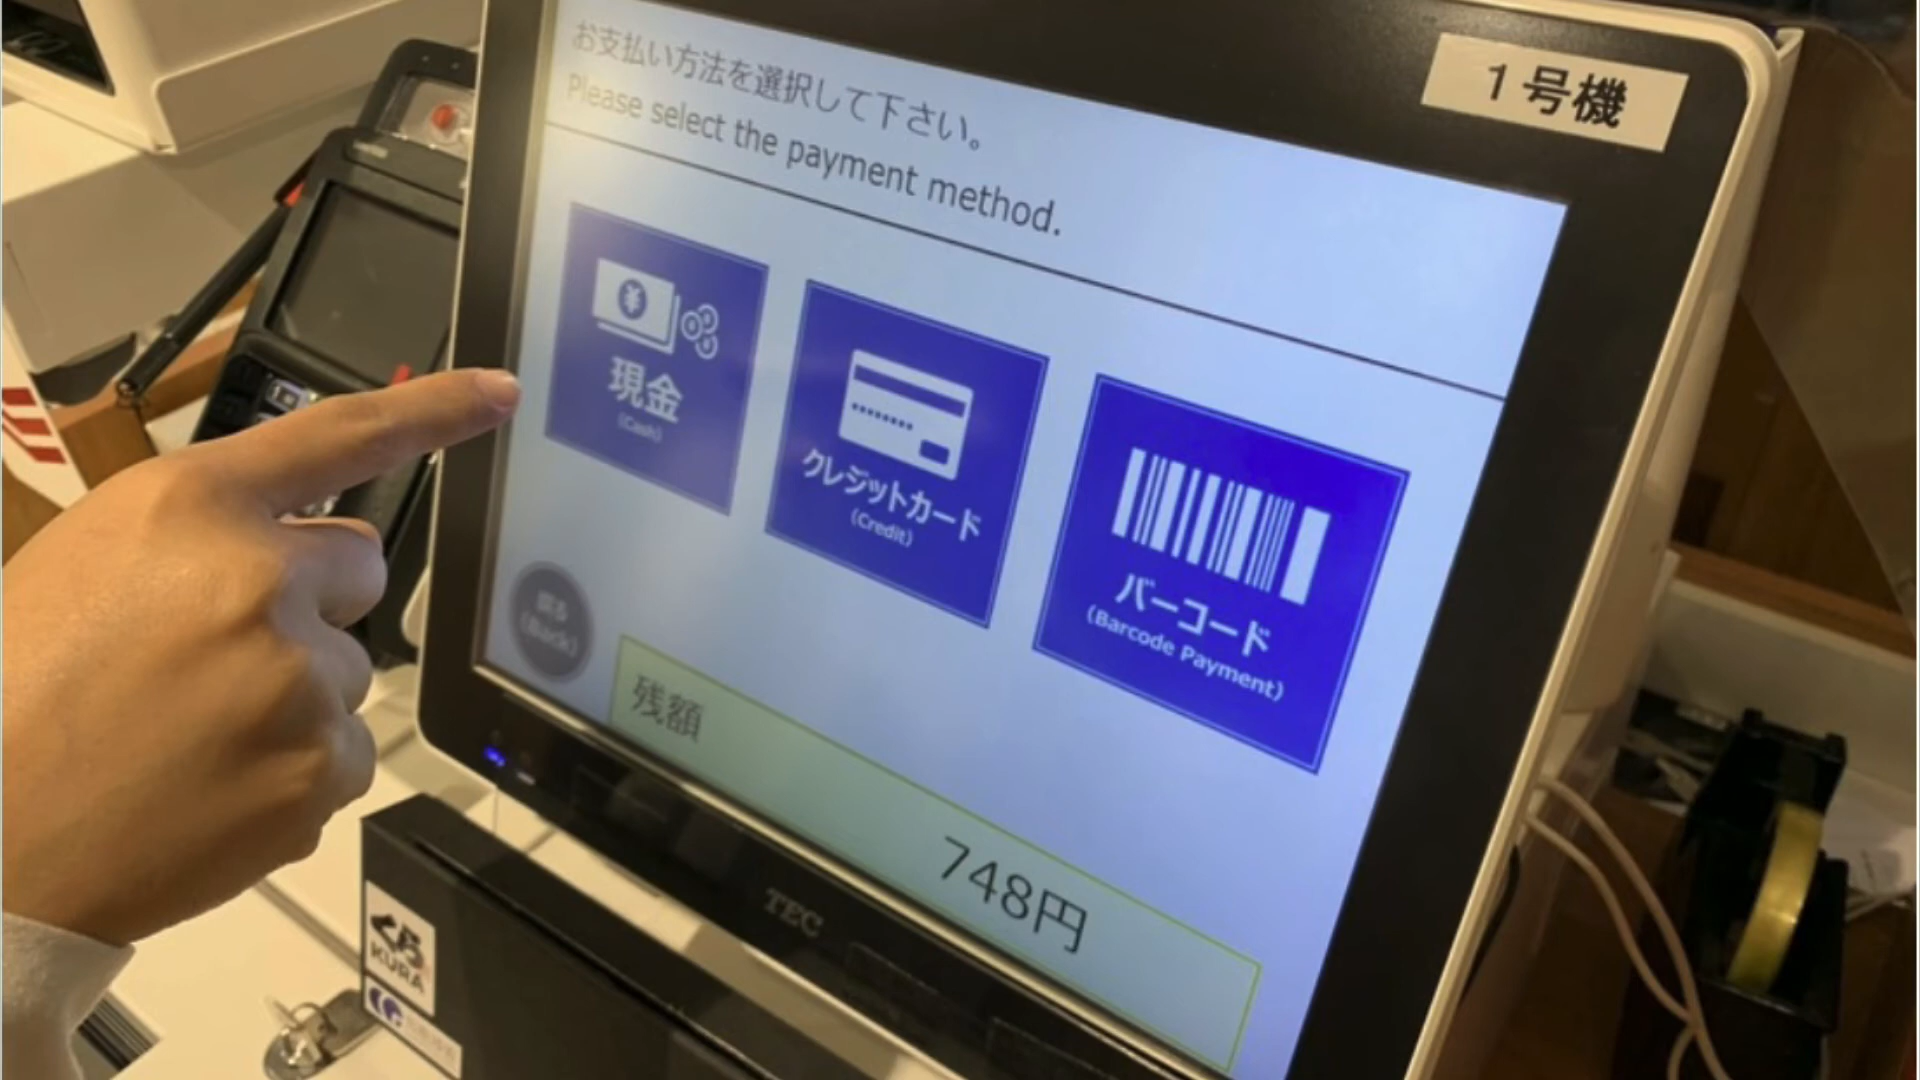 お支払い方法を選択して下さい。
Please select the payment method.
1号機
¥
現金
(Cash)
クレジットカード
(Credit)
バーコード
(Barcode Payment)
戻る
(Back)
残額
748円
TEC
くら
KURA